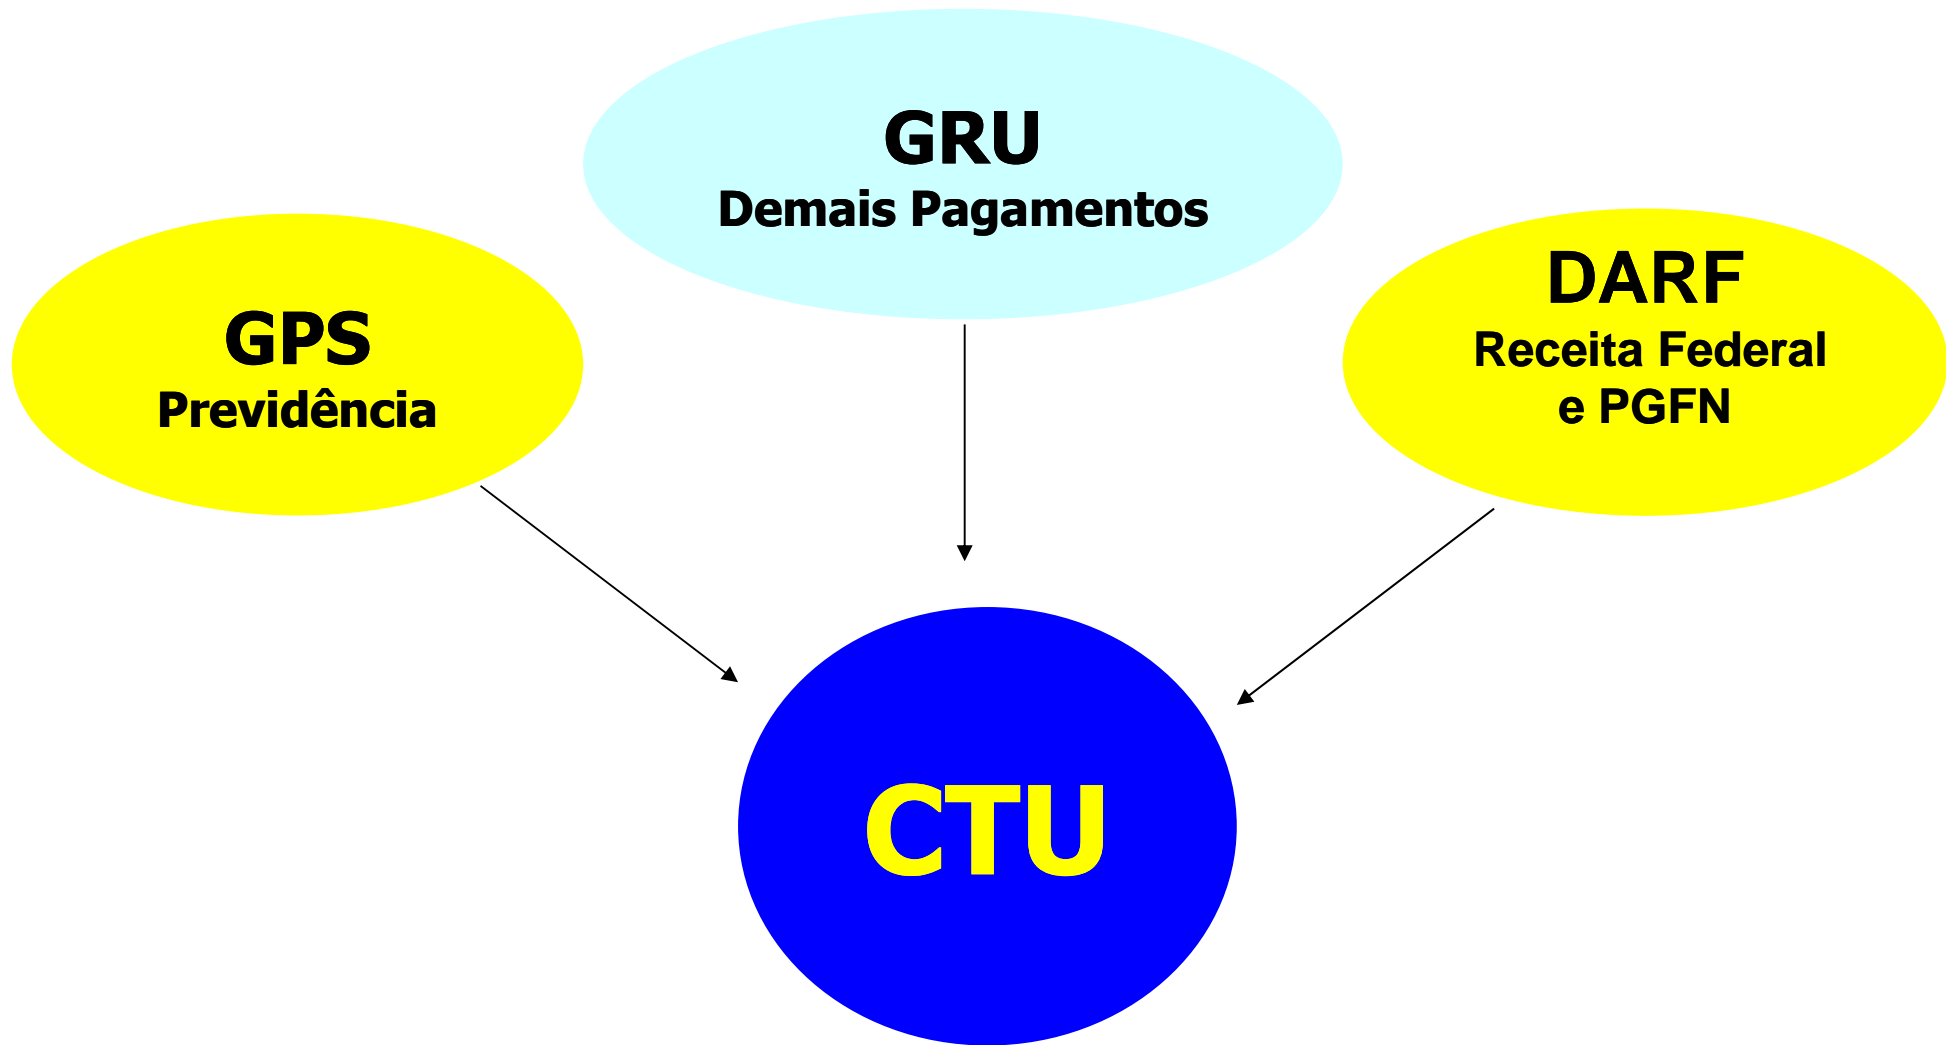 GRU
Demais Pagamentos
GPS
Previdência
DARF
Receita Federal
e PGFN
CTU